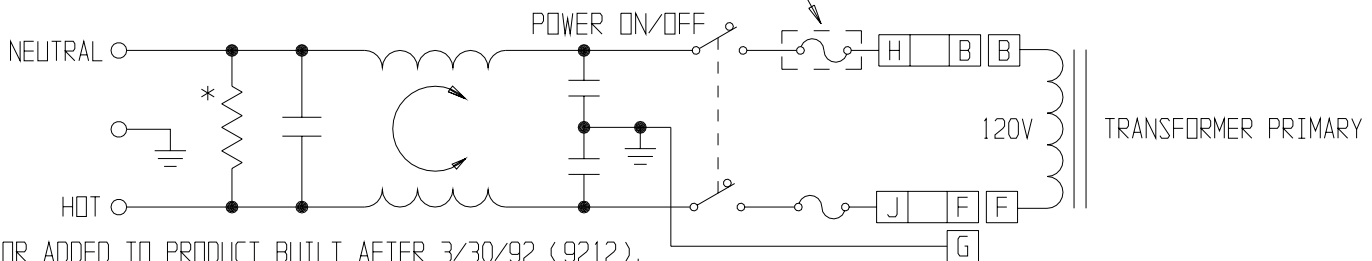 POWER ON/OFF
NEUTRAL
H B B
*
120V
TRANSFORMER PRIMARY
HOT
J F F
OR ADDED TO PRODUCT BUILT AFTER 3/30/92 (9212).
G